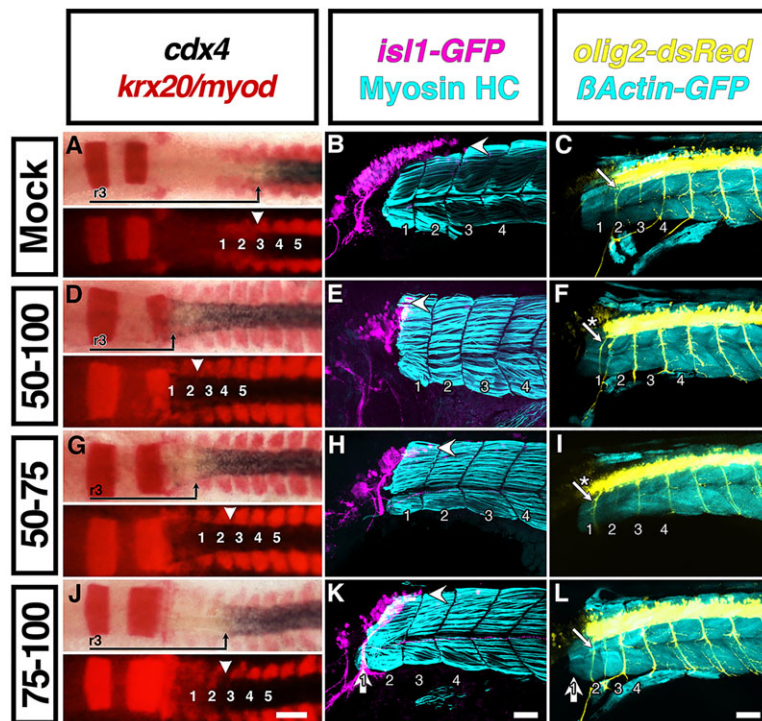 cdx4
krx20/myod
isl1-GFP
Myosin HC
olig2-dsRed
ßActin-GFP
Mock
A
r3
1 2 3 4 5
B
1 2 3 4
C
1 2 3 4
50-100
D
r3
1 2 3 4 5
E
1 2 3 4
F
*
1 2 3 4
50-75
G
r3
1 2 3 4 5
H
1 2 3 4
I
*
1 2 3 4
75-100
J
r3
1 2 3 4 5
K
1 2 3 4
L
1 2 3 4